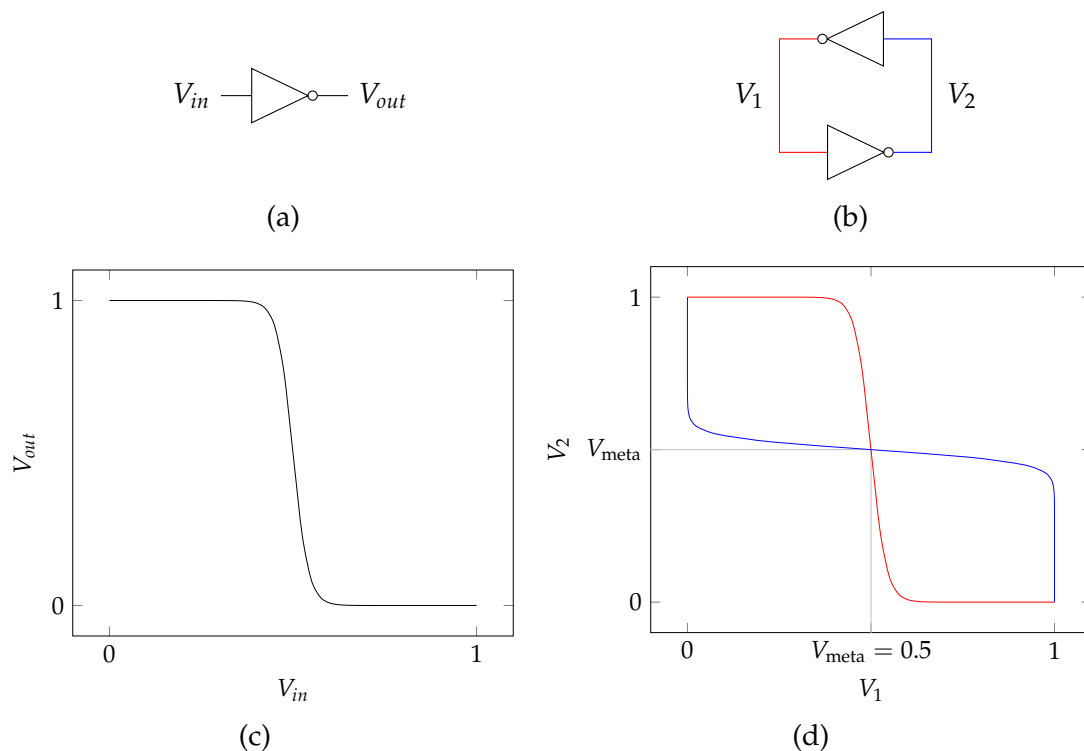 V_in V_out
(a)
V_1 V_2
(b)
1
0
0 1
V_out
V_in
(c)
1
V_meta
0
0 V_meta = 0.5 1
V_2
V_1
(d)